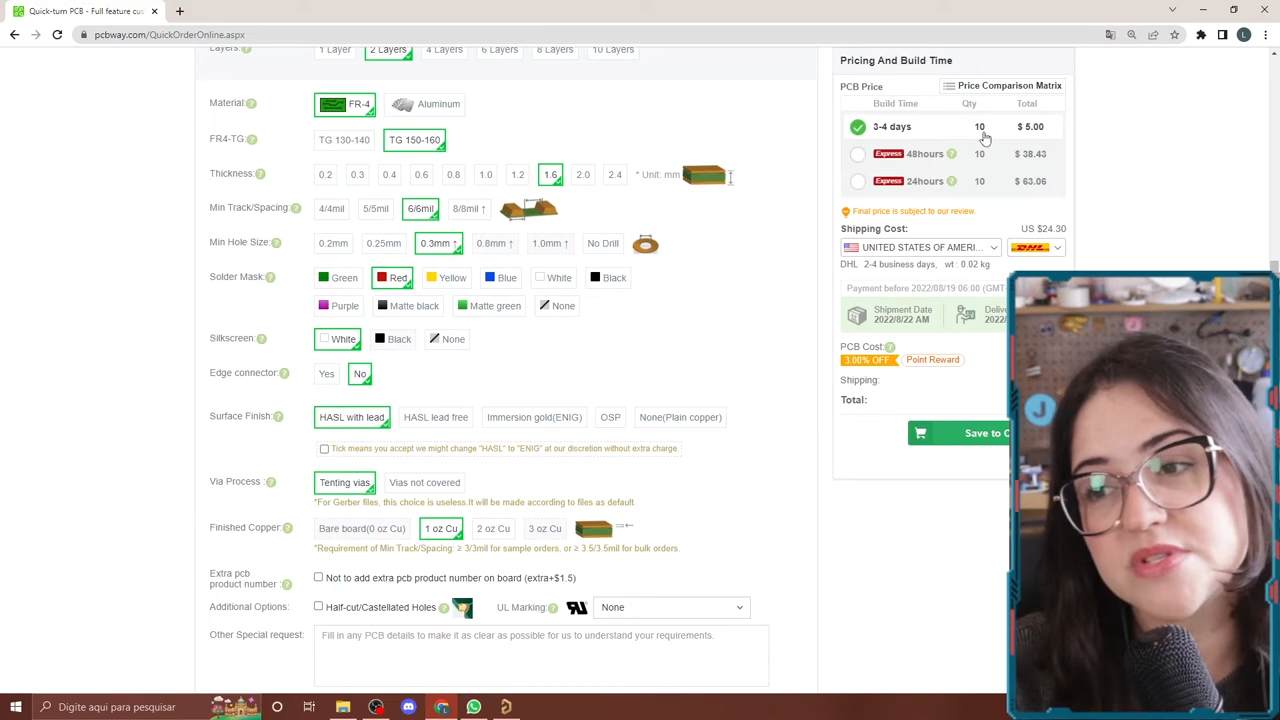 Quick-turn PCB - Full feature cus
pcbway.com/QuickOrderOnline.aspx
L
Layers:
1 Layer 2 Layers 4 Layers 6 Layers 8 Layers 10 Layers
Material: FR-4 Aluminum
FR4-TG: TG 130-140 TG 150-160
Thickness: 0.2 0.3 0.4 0.6 0.8 1.0 1.2 1.6 2.0 2.4 * Unit: mm
Min Track/Spacing: 4/4mil 5/5mil 6/6mil 8/8mil ↑
Min Hole Size: 0.2mm 0.25mm 0.3mm ↑ 0.8mm ↑ 1.0mm ↑ No Drill
Solder Mask: Green Red Yellow Blue White Black
Purple Matte black Matte green None
Silkscreen: White Black None
Edge connector: Yes No
Surface Finish: HASL with lead HASL lead free Immersion gold(ENIG) OSP None(Plain copper)
Tick means you accept we might change "HASL" to "ENIG" at our discretion without extra charge.
Via Process : Tenting vias Vias not covered
*For Gerber files, this choice is useless.It will be made according to files as default.
Finished Copper: Bare board(0 oz Cu) 1 oz Cu 2 oz Cu 3 oz Cu
*Requirement of Min Track/Spacing: ≥ 3/3mil for sample orders, or ≥ 3.5/3.5mil for bulk orders.
Extra pcb
product number :
Not to add extra pcb product number on board (extra+$1.5)
Additional Options: Half-cut/Castellated Holes UL Marking: None
Other Special request: Fill in any PCB details to make it as clear as possible for us to understand your requirements.
Pricing And Build Time
PCB Price Price Comparison Matrix
Build Time Qty Total
3-4 days 10 $ 5.00
Express 48hours 10 $ 38.43
Express 24hours 10 $ 63.06
Final price is subject to our review.
Shipping Cost: US $24.30
UNITED STATES OF AMERI... DHL
DHL 2-4 business days, wt : 0.02 kg
Payment before 2022/08/19 06:00 (GMT-
Shipment Date
2022/8/22 AM
Deliv
2022/
PCB Cost:
3.00% OFF Point Reward
Shipping:
Total:
Save to C
J
Digite aqui para pesquisar